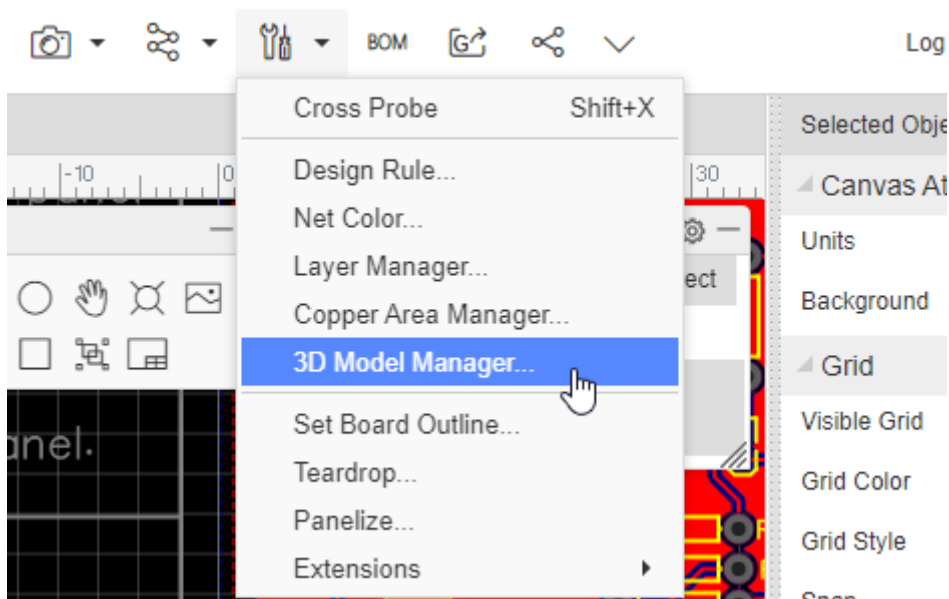 BOM
Log
Cross Probe Shift+X
Selected Obje
-10 0 30
Design Rule...
Canvas At
Net Color...
Units
Layer Manager...
ect
Background
Copper Area Manager...
3D Model Manager...
Grid
Set Board Outline...
Visible Grid
anel.
Teardrop...
Grid Color
Panelize...
Grid Style
Extensions